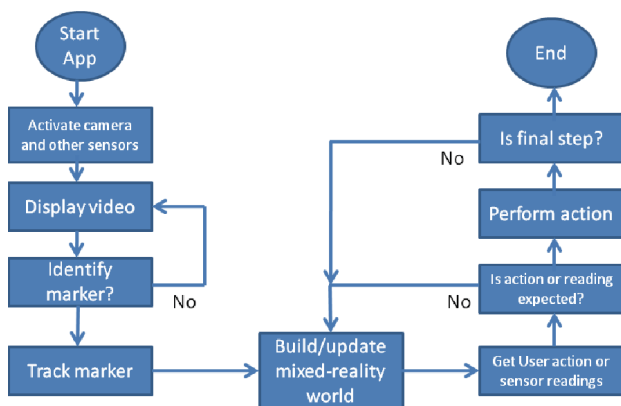 Start
App
Activate camera
and other sensors
Display video
Identify
marker?
No
Track marker
Build/update
mixed-reality
world
Get User action or
sensor readings
Is action or reading
expected?
No
Perform action
Is final step?
No
End